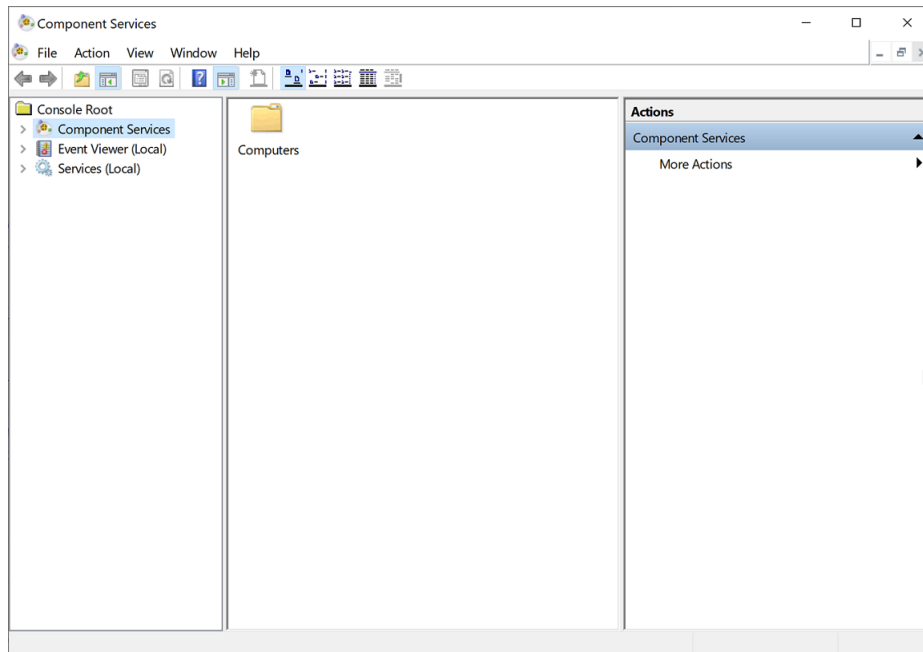 Component Services
File Action View Window Help
Console Root
Component Services
Event Viewer (Local)
Services (Local)
Computers
Actions
Component Services
More Actions